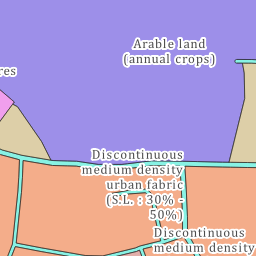 Arable land
(annual crops)
res
Discontinuous
medium density
urban fabric
(S.L. : 30% -
50%)
Discontinuous
medium density